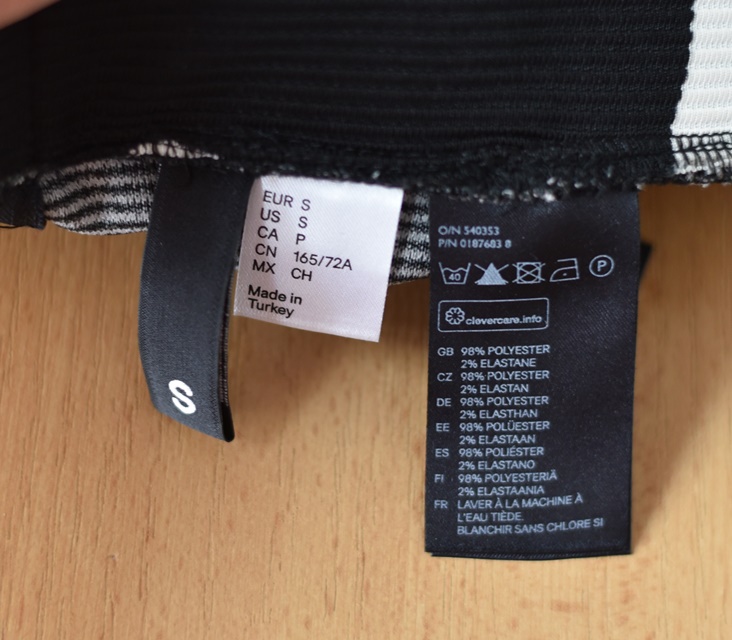 S
EUR S
US S
CA P
CN 165/72A
MX CH
Made in
Turkey
O/N 540353
P/N 0187683 8
40 P
clevercare.info
GB 98% POLYESTER
2% ELASTANE
CZ 98% POLYESTER
2% ELASTAN
DE 98% POLYESTER
2% ELASTHAN
EE 98% POLÜESTER
2% ELASTAAN
ES 98% POLIÉSTER
2% ELASTANO
FI 98% POLYESTERIÄ
2% ELASTAANIA
FR LAVER À LA MACHINE À
L'EAU TIÈDE.
BLANCHIR SANS CHLORE SI